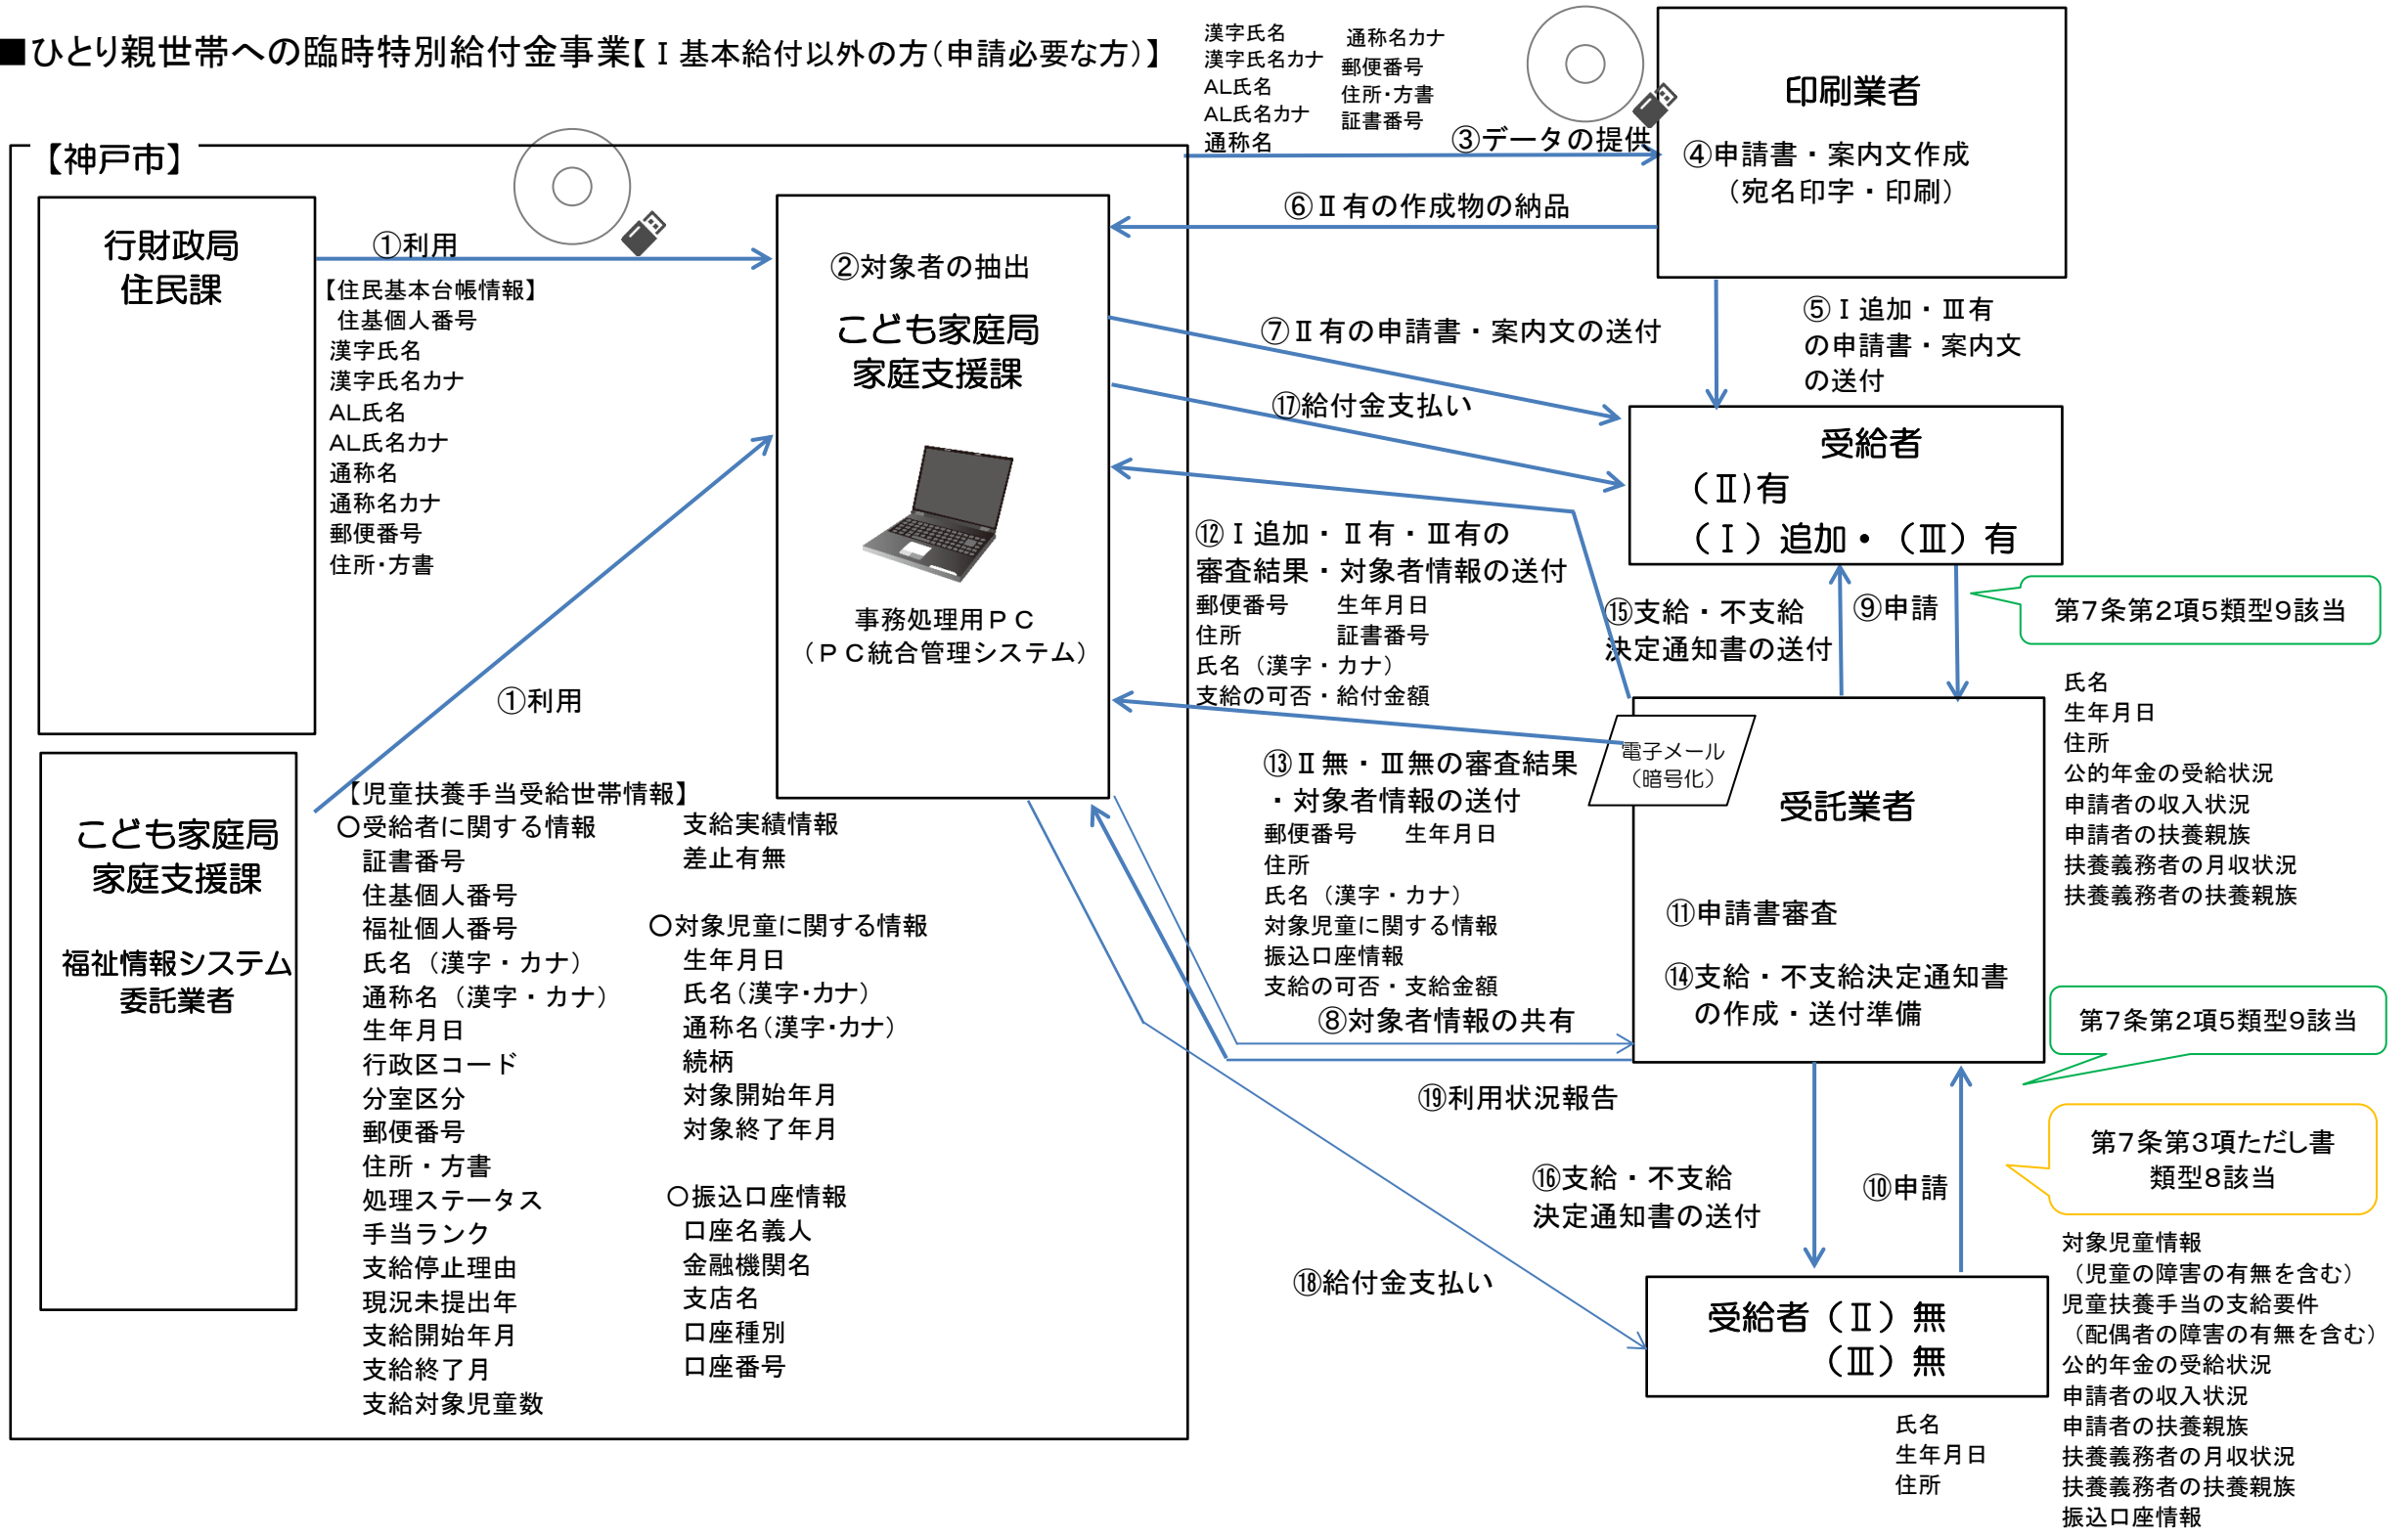 ■ひとり親世帯への臨時特別給付金事業【Ⅰ基本給付以外の方(申請必要な方)】
【神戸市】
行財政局
住民課
①利用
【住民基本台帳情報】
住基個人番号
漢字氏名
漢字氏名カナ
AL氏名
AL氏名カナ
通称名
通称名カナ
郵便番号
住所・方書
こども家庭局
家庭支援課
福祉情報システム
委託業者
①利用
【児童扶養手当受給世帯情報】
〇受給者に関する情報
証書番号
住基個人番号
福祉個人番号
氏名(漢字・カナ)
通称名(漢字・カナ)
生年月日
行政区コード
分室区分
郵便番号
住所・方書
処理ステータス
手当ランク
支給停止理由
現況未提出年
支給開始年月
支給終了月
支給対象児童数
支給実績情報
差止有無
〇対象児童に関する情報
生年月日
氏名(漢字・カナ)
通称名(漢字・カナ)
続柄
対象開始年月
対象終了年月
〇振込口座情報
口座名義人
金融機関名
支店名
口座種別
口座番号
②対象者の抽出
こども家庭局
家庭支援課
事務処理用PC
(PC統合管理システム)
漢字氏名
漢字氏名カナ
AL氏名
AL氏名カナ
通称名
通称名カナ
郵便番号
住所・方書
証書番号
③データの提供
印刷業者
④申請書・案内文作成
(宛名印字・印刷)
⑥Ⅱ有の作成物の納品
⑤Ⅰ追加・Ⅲ有
の申請書・案内文
の送付
⑦Ⅱ有の申請書・案内文の送付
⑰給付金支払い
受給者
(Ⅱ)有
(Ⅰ)追加・(Ⅲ)有
⑫Ⅰ追加・Ⅱ有・Ⅲ有の
審査結果・対象者情報の送付
郵便番号 生年月日
住所 証書番号
氏名(漢字・カナ)
支給の可否・給付金額
⑮支給・不支給
決定通知書の送付
⑨申請
第7条第2項5類型9該当
氏名
生年月日
住所
公的年金の受給状況
申請者の収入状況
申請者の扶養親族
扶養義務者の月収状況
扶養義務者の扶養親族
電子メール
(暗号化)
受託業者
⑪申請書審査
⑭支給・不支給決定通知書
の作成・送付準備
⑬Ⅱ無・Ⅲ無の審査結果
・対象者情報の送付
郵便番号 生年月日
住所
氏名(漢字・カナ)
対象児童に関する情報
振込口座情報
支給の可否・支給金額
⑧対象者情報の共有
⑲利用状況報告
第7条第2項5類型9該当
第7条第3項ただし書
類型8該当
⑯支給・不支給
決定通知書の送付
⑩申請
⑱給付金支払い
受給者(Ⅱ)無
(Ⅲ)無
氏名
生年月日
住所
対象児童情報
(児童の障害の有無を含む)
児童扶養手当の支給要件
(配偶者の障害の有無を含む)
公的年金の受給状況
申請者の収入状況
申請者の扶養親族
扶養義務者の月収状況
扶養義務者の扶養親族
振込口座情報